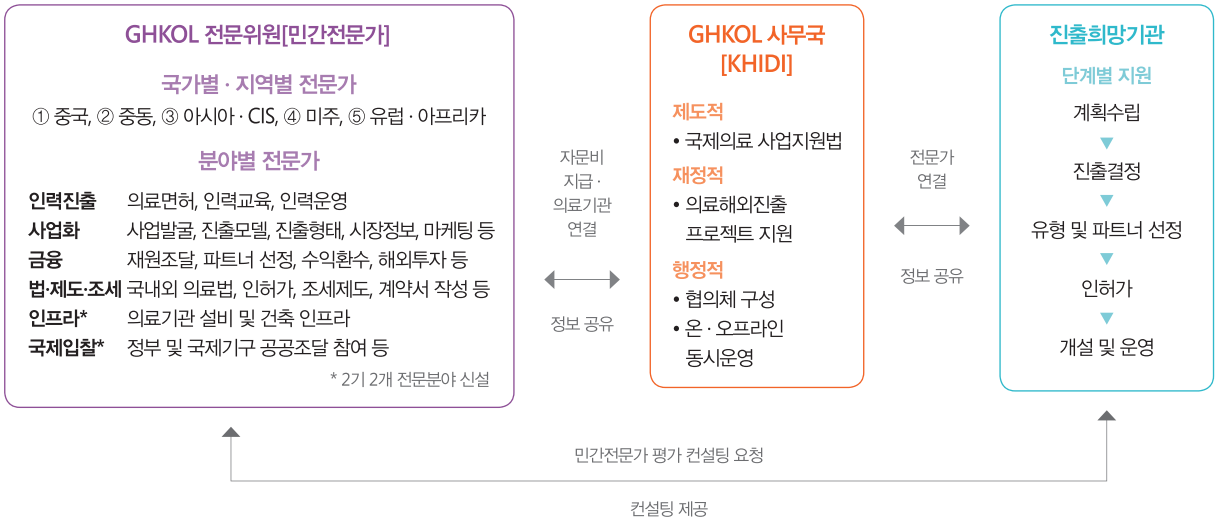 GHKOL 전문위원[민간전문가]
국가별 · 지역별 전문가
① 중국, ② 중동, ③ 아시아 · CIS, ④ 미주, ⑤ 유럽 · 아프리카
분야별 전문가
인력진출 의료면허, 인력교육, 인력운영
사업화 사업발굴, 진출모델, 진출형태, 시장정보, 마케팅 등
금융 재원조달, 파트너 선정, 수익환수, 해외투자 등
법·제도·조세 국내외 의료법, 인허가, 조세제도, 계약서 작성 등
인프라* 의료기관 설비 및 건축 인프라
국제입찰* 정부 및 국제기구 공공조달 참여 등
* 2기 2개 전문분야 신설
자문비
지급 ·
의료기관
연결
정보 공유
GHKOL 사무국
[KHIDI]
제도적
• 국제의료 사업지원법
재정적
• 의료해외진출
프로젝트 지원
행정적
• 협의체 구성
• 온 · 오프라인
동시운영
전문가
연결
정보 공유
진출희망기관
단계별 지원
계획수립
진출결정
유형 및 파트너 선정
인허가
개설 및 운영
민간전문가 평가 컨설팅 요청
컨설팅 제공